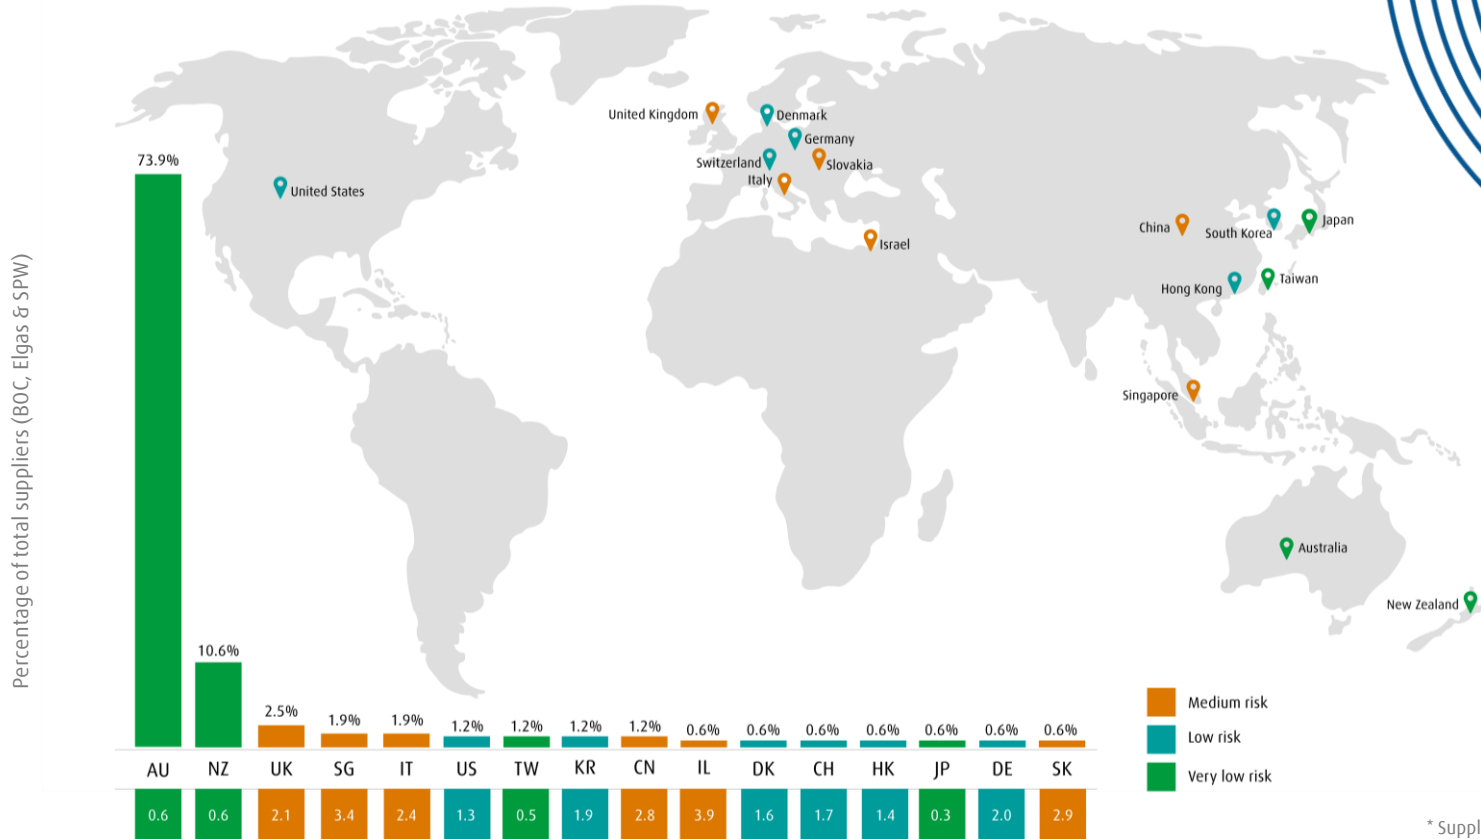 Percentage of total suppliers (BOC, Elgas & SPW)
United Kingdom
Denmark
Germany
Switzerland
Slovakia
Italy
United States
Israel
China
South Korea
Japan
Hong Kong
Taiwan
Singapore
Australia
New Zealand
73.9%
10.6%
2.5%
1.9%
1.9%
1.2%
1.2%
1.2%
1.2%
0.6%
0.6%
0.6%
0.6%
0.6%
0.6%
0.6%
AU NZ UK SG IT US TW KR CN IL DK CH HK JP DE SK
0.6 0.6 2.1 3.4 2.4 1.3 0.5 1.9 2.8 3.9 1.6 1.7 1.4 0.3 2.0 2.9
Medium risk
Low risk
Very low risk
* Suppl